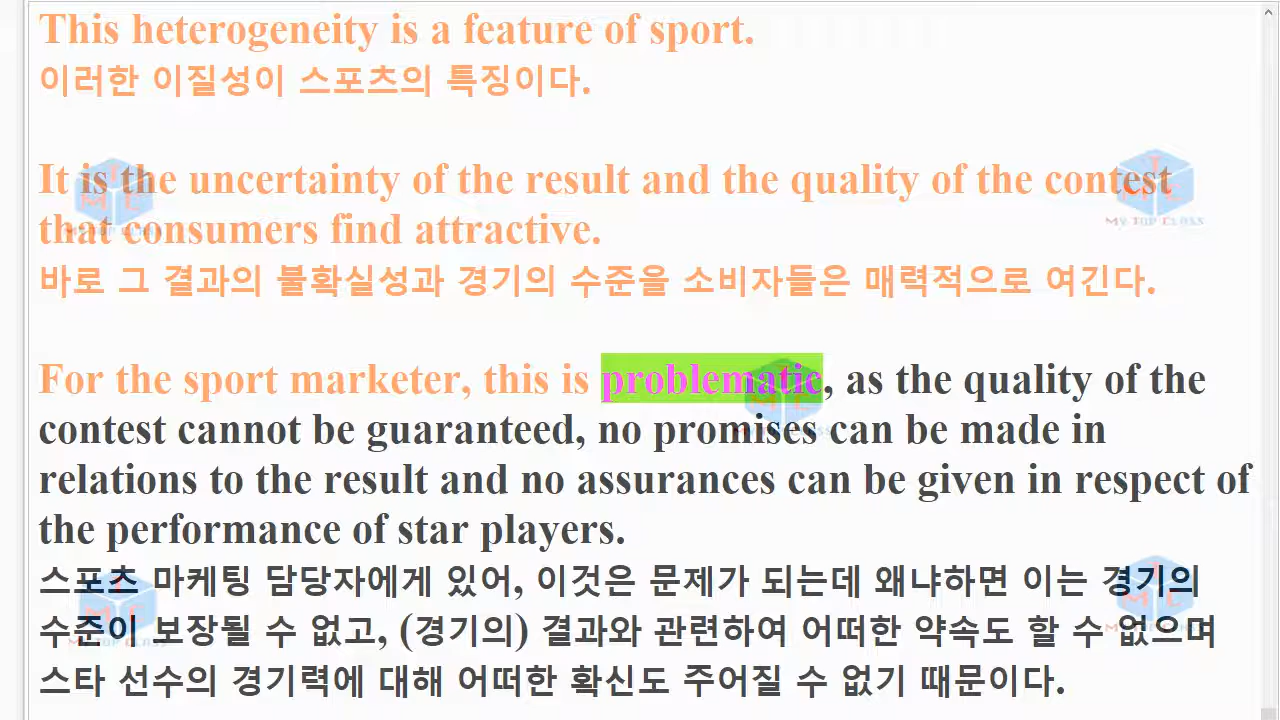 This heterogeneity is a feature of sport.
이러한 이질성이 스포츠의 특징이다.
It is the uncertainty of the result and the quality of the contest
that consumers find attractive.
바로 그 결과의 불확실성과 경기의 수준을 소비자들은 매력적으로 여긴다.
For the sport marketer, this is problematic, as the quality of the
contest cannot be guaranteed, no promises can be made in
relations to the result and no assurances can be given in respect of
the performance of star players.
스포츠 마케팅 담당자에게 있어, 이것은 문제가 되는데 왜냐하면 이는 경기의
수준이 보장될 수 없고, (경기의) 결과와 관련하여 어떠한 약속도 할 수 없으며
스타 선수의 경기력에 대해 어떠한 확신도 주어질 수 없기 때문이다.
MY TOP CLASS